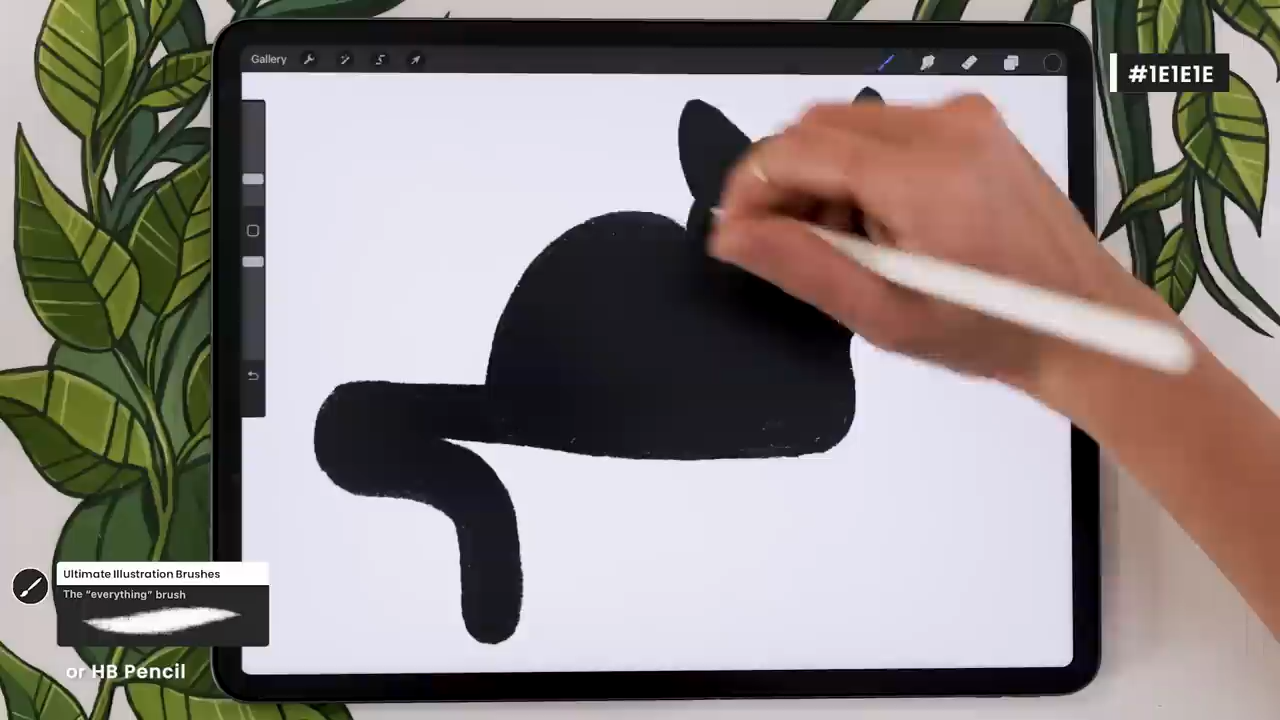 Gallery
#1E1E1E
Ultimate Illustration Brushes
The “everything” brush
or HB Pencil